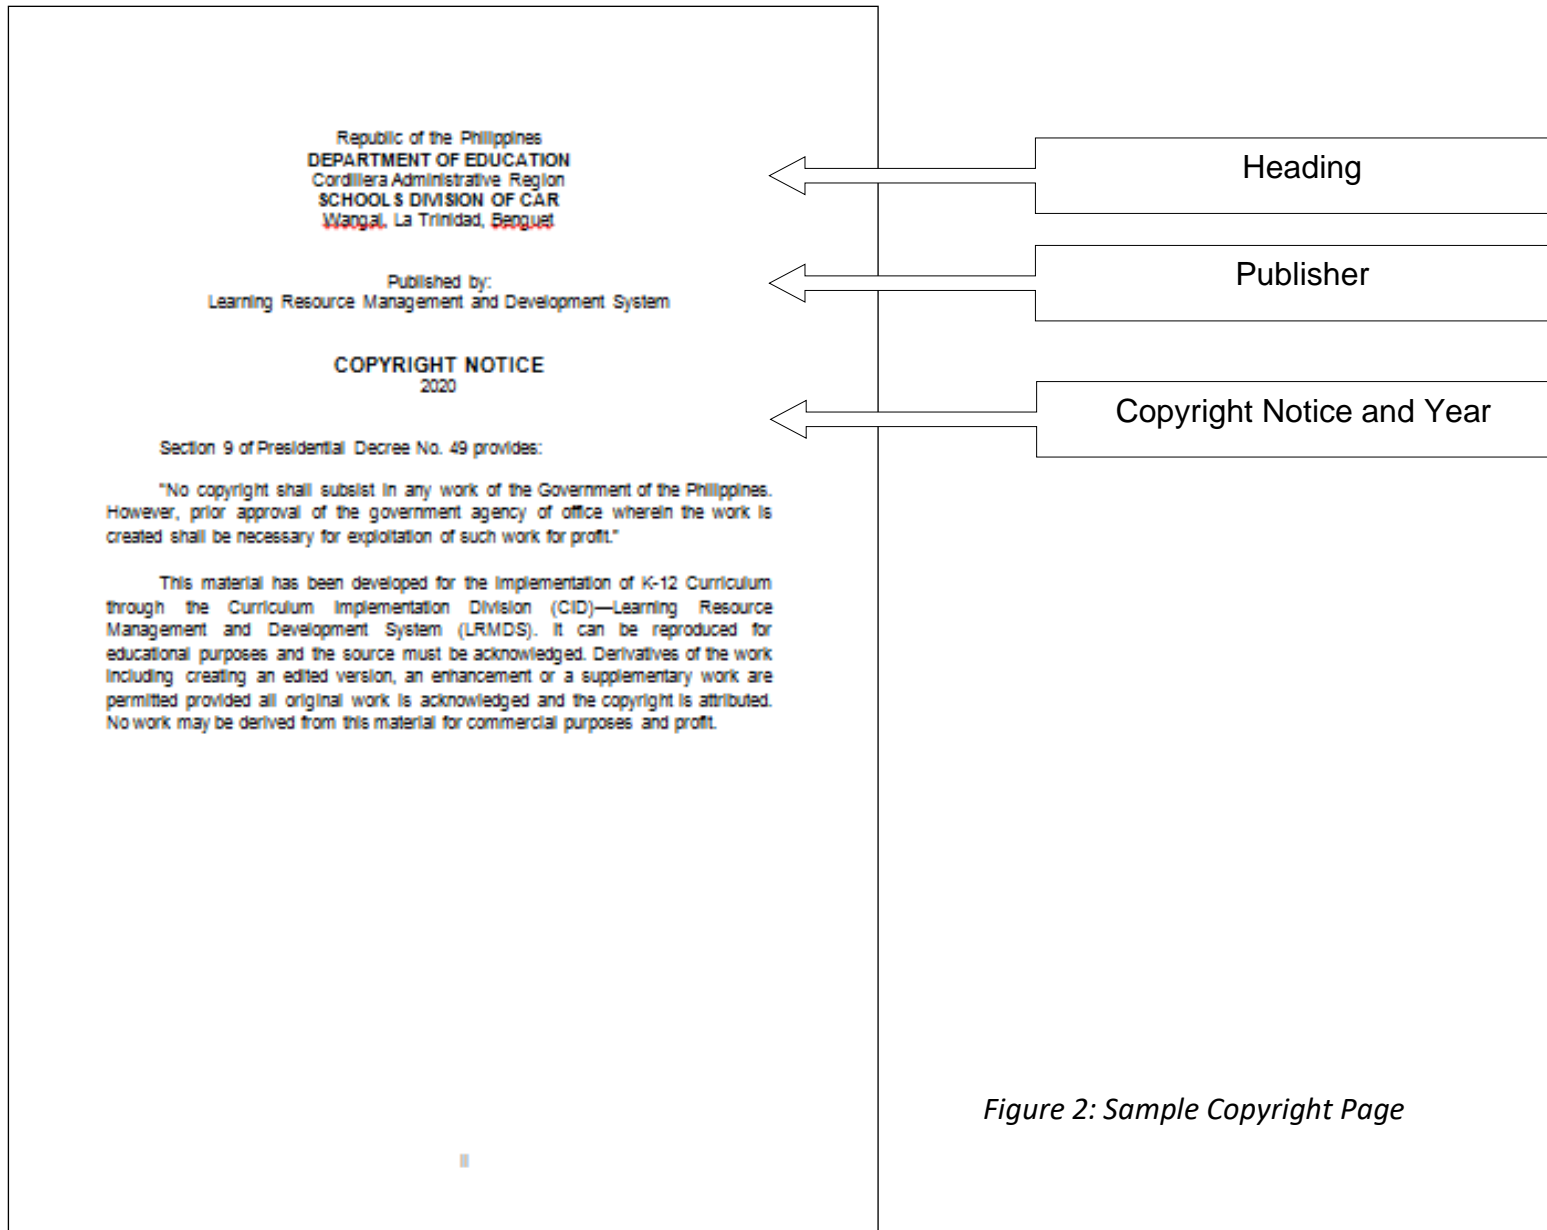 Republic of the Philippines
DEPARTMENT OF EDUCATION
Cordillera Administrative Region
SCHOOLS DIVISION OF CAR
Wangal, La Trinidad, Benguet
Published by:
Learning Resource Management and Development System
COPYRIGHT NOTICE
2020
Section 9 of Presidential Decree No. 49 provides:
"No copyright shall subsist in any work of the Government of the Philippines.
However, prior approval of the government agency of office wherein the work is
created shall be necessary for exploitation of such work for profit."
This material has been developed for the implementation of K-12 Curriculum
through the Curriculum Implementation Division (CID)—Learning Resource
Management and Development System (LRMDS). It can be reproduced for
educational purposes and the source must be acknowledged. Derivatives of the work
including creating an edited version, an enhancement or a supplementary work are
permitted provided all original work is acknowledged and the copyright is attributed.
No work may be derived from this material for commercial purposes and profit.
Heading
Publisher
Copyright Notice and Year
Figure 2: Sample Copyright Page